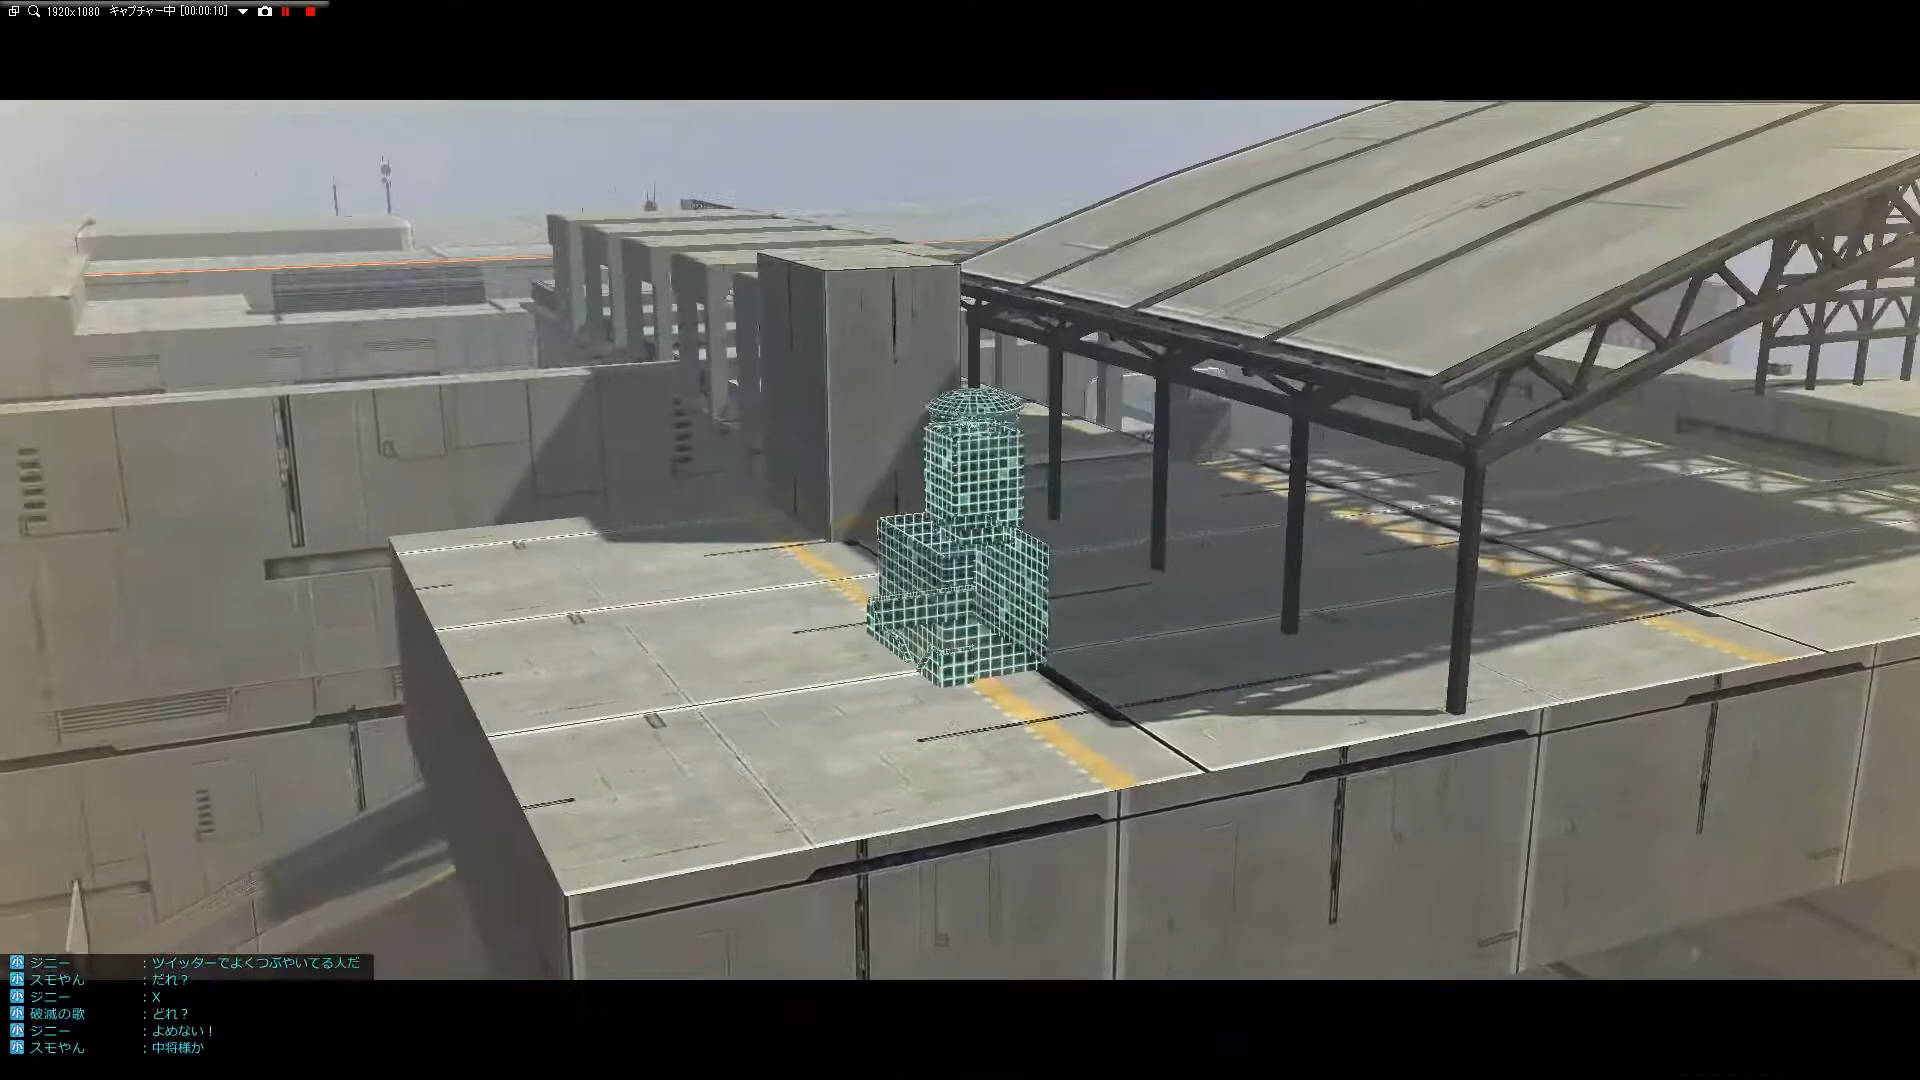 1920x1080 キャプチャー中 [00:00:10]
小 ジニー : ツイッターでよくつぶやいてる人だ
小 スモやん : だれ？
小 ジニー : X
小 破滅の歌 : どれ？
小 ジニー : よめない！
小 スモやん : 中将様か